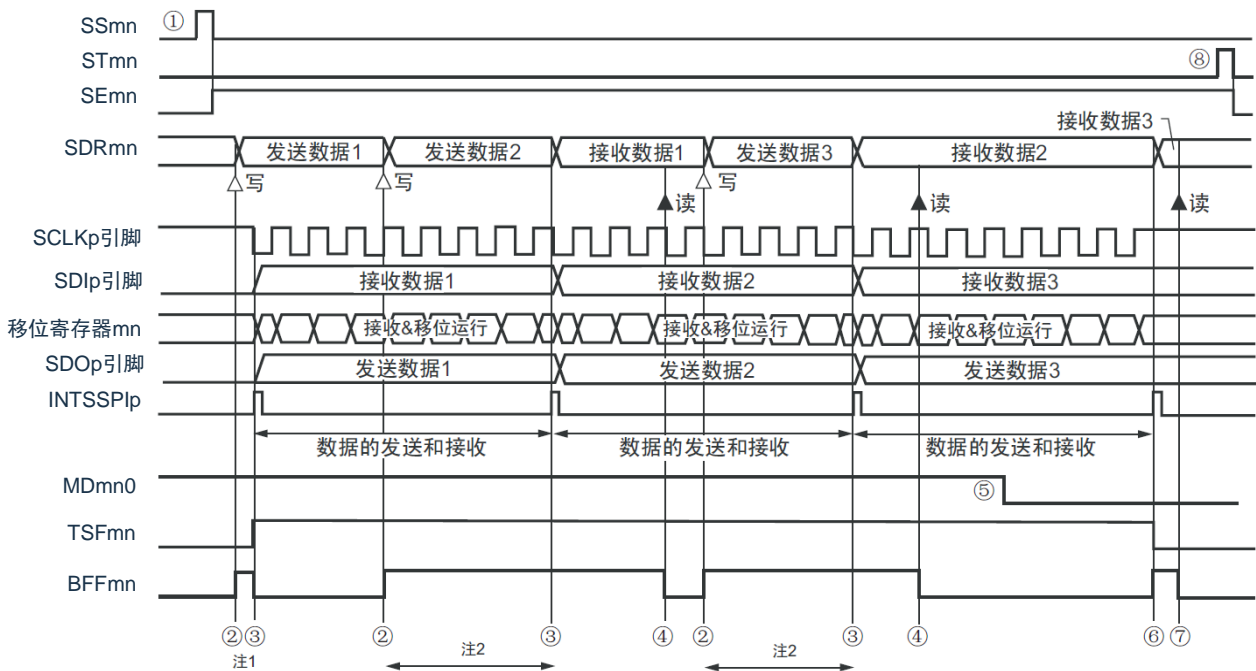 SSmn ①
STmn ⑧
SEmn
接收数据3
SDRmn 发送数据1 发送数据2 接收数据1 发送数据3 接收数据2
写 写 读 写 读 读
SCLKp引脚
SDIp引脚 接收数据1 接收数据2 接收数据3
移位寄存器mn 接收&移位运行 接收&移位运行 接收&移位运行
SDOp引脚 发送数据1 发送数据2 发送数据3
INTSSPIp
数据的发送和接收 数据的发送和接收 数据的发送和接收
MDmn0 ⑤
TSFmn
BFFmn
② ③ ② ③ ④ ② ③ ④ ⑥ ⑦
注1 注2 注2